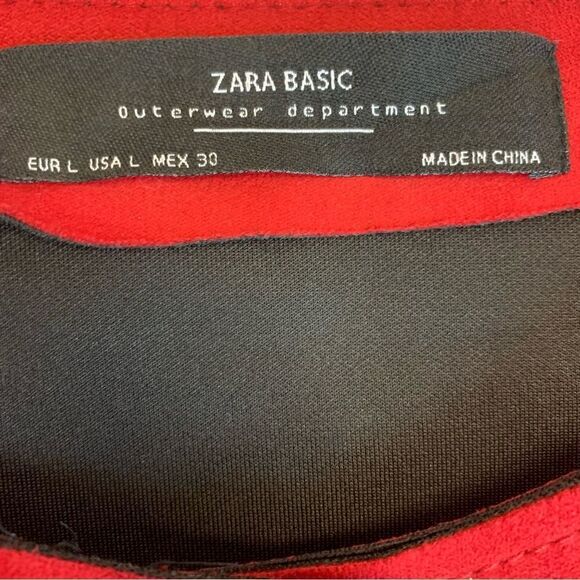 ZARA BASIC
Outerwear department
EUR L USA L MEX 30 MADE IN CHINA